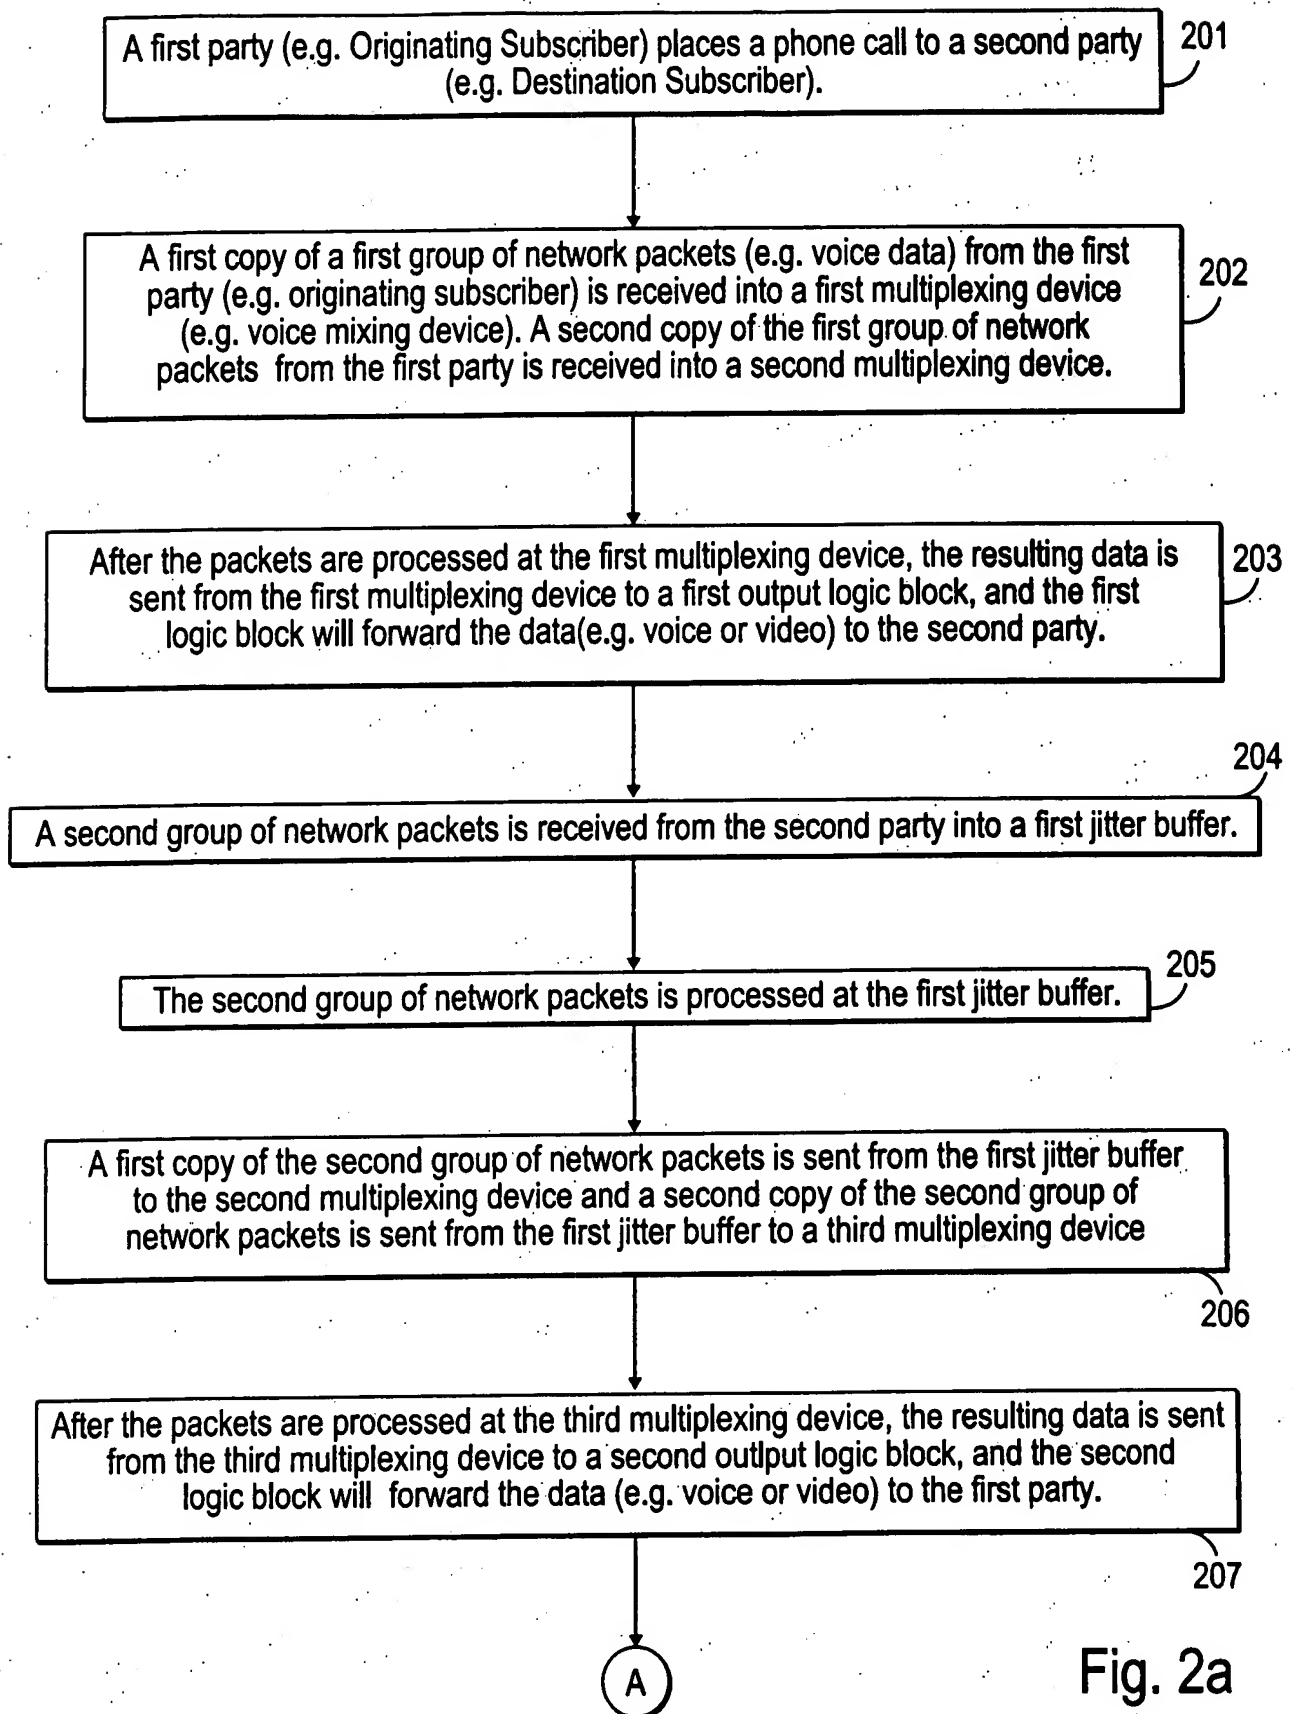 A first party (e.g. Originating Subscriber) places a phone call to a second party
(e.g. Destination Subscriber).
201
A first copy of a first group of network packets (e.g. voice data) from the first
party (e.g. originating subscriber) is received into a first multiplexing device
(e.g. voice mixing device). A second copy of the first group of network
packets from the first party is received into a second multiplexing device.
202
After the packets are processed at the first multiplexing device, the resulting data is
sent from the first multiplexing device to a first output logic block, and the first
logic block will forward the data(e.g. voice or video) to the second party.
203
204
A second group of network packets is received from the second party into a first jitter buffer.
205
The second group of network packets is processed at the first jitter buffer.
A first copy of the second group of network packets is sent from the first jitter buffer
to the second multiplexing device and a second copy of the second group of
network packets is sent from the first jitter buffer to a third multiplexing device
206
After the packets are processed at the third multiplexing device, the resulting data is sent
from the third multiplexing device to a second outlput logic block, and the second
logic block will forward the data (e.g. voice or video) to the first party.
207
A
Fig. 2a